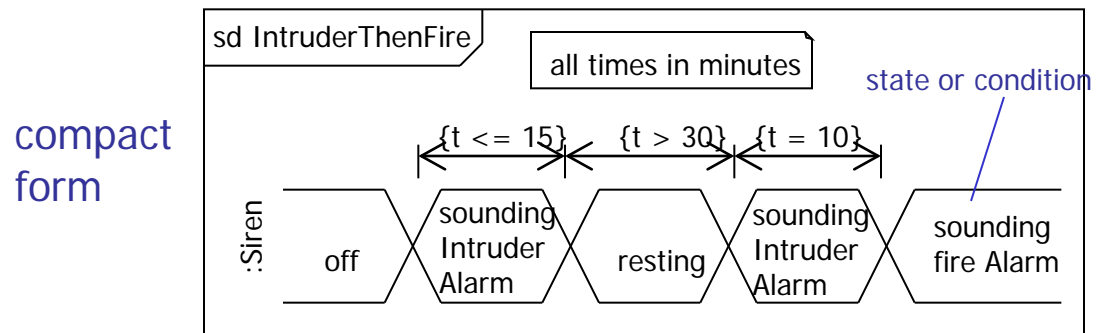 sd IntruderThenFire
all times in minutes
state or condition
compact
form
{t <= 15}
{t > 30}
{t = 10}
:Siren
off
sounding
Intruder
Alarm
resting
sounding
Intruder
Alarm
sounding
fire Alarm